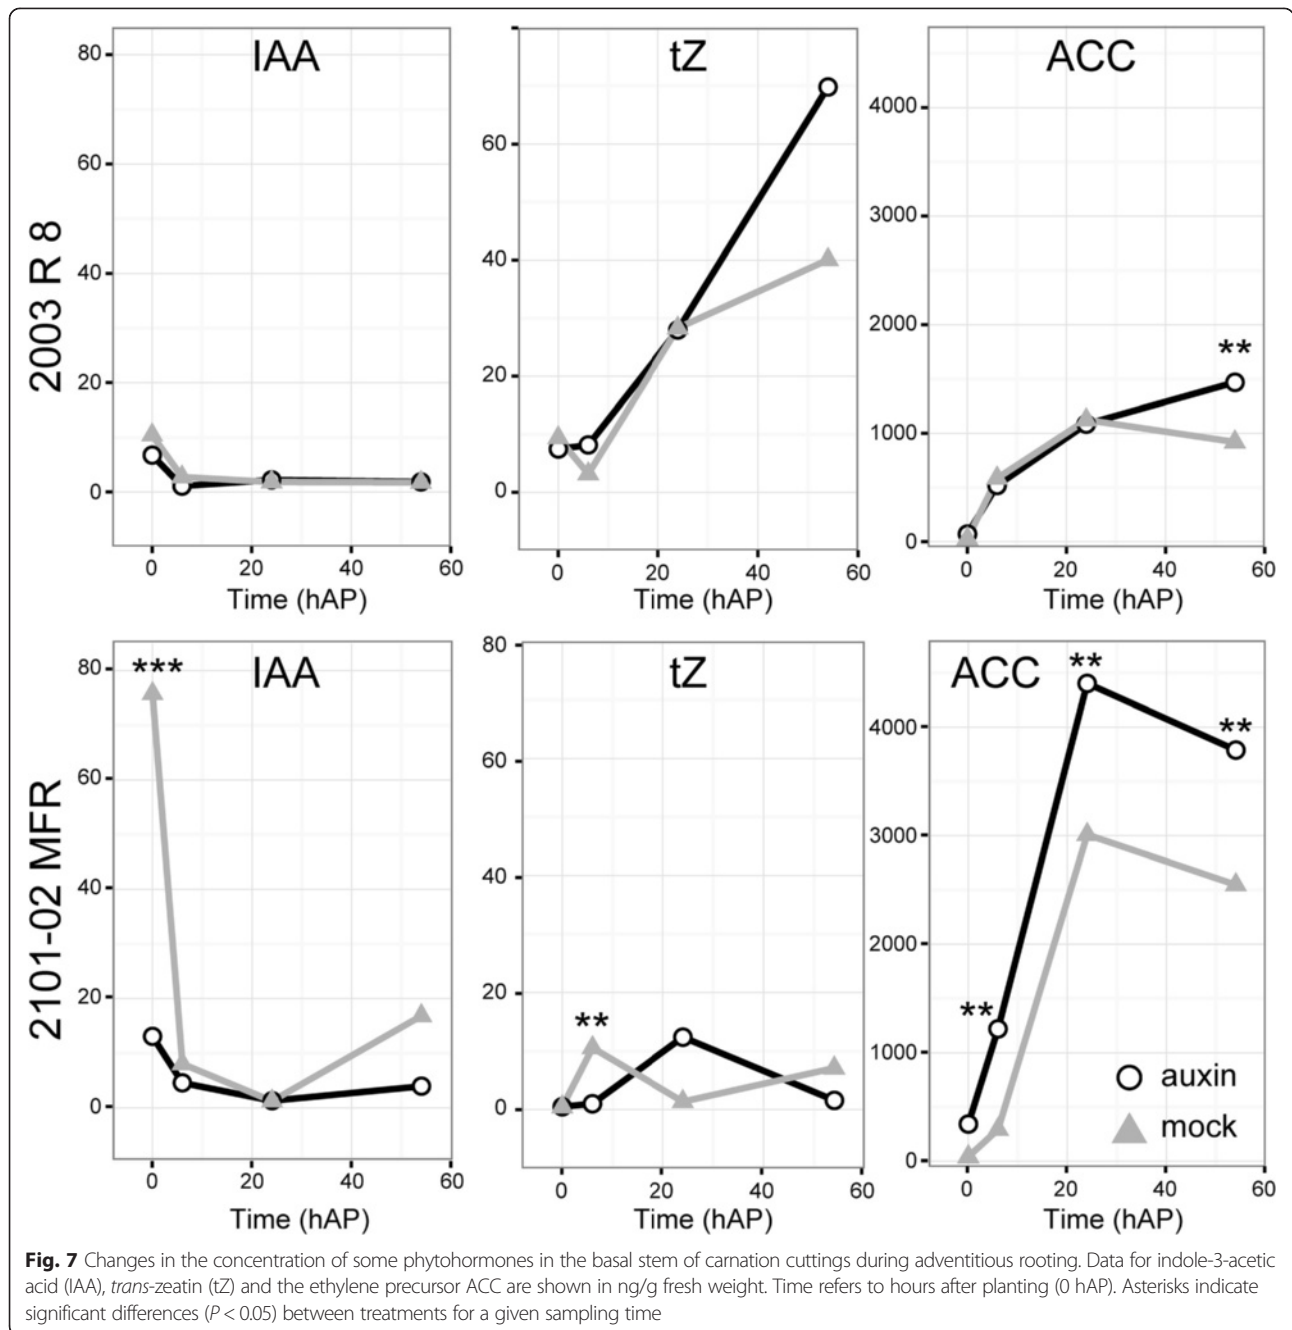 2003 R 8
IAA
80
60
40
20
0
0 20 40 60
Time (hAP)
tZ
60
40
20
0
0 20 40 60
Time (hAP)
ACC
4000
3000
2000
1000
0
**
0 20 40 60
Time (hAP)
2101-02 MFR
IAA
***
80
60
40
20
0
0 20 40 60
Time (hAP)
tZ
80
60
40
20
0
**
0 20 40 60
Time (hAP)
ACC
**
**
**
4000
3000
2000
1000
0
auxin
mock
0 20 40 60
Time (hAP)
Fig. 7 Changes in the concentration of some phytohormones in the basal stem of carnation cuttings during adventitious rooting. Data for indole-3-acetic
acid (IAA), trans-zeatin (tZ) and the ethylene precursor ACC are shown in ng/g fresh weight. Time refers to hours after planting (0 hAP). Asterisks indicate
significant differences (P < 0.05) between treatments for a given sampling time